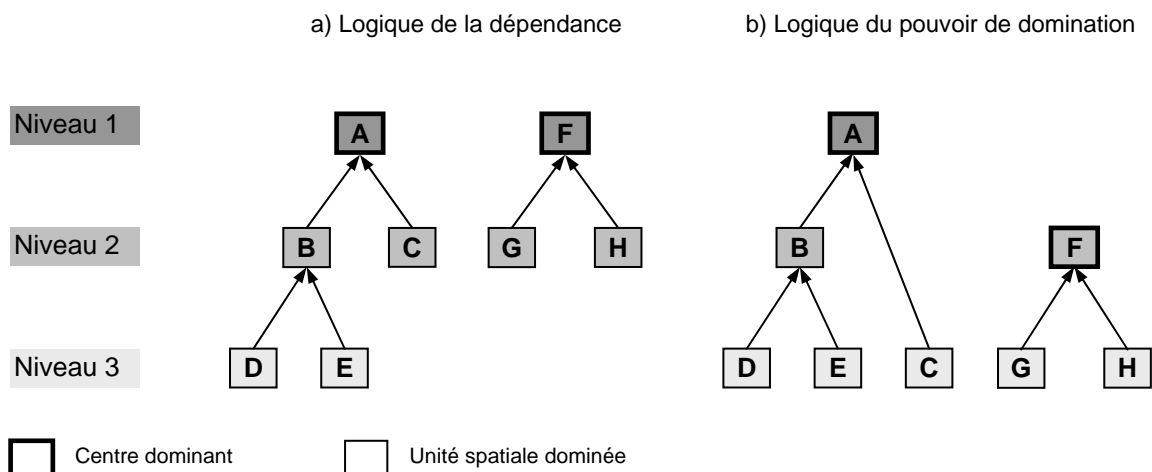 a) Logique de la dépendance b) Logique du pouvoir de domination
Niveau 1 A F A
Niveau 2 B C G H B F
Niveau 3 D E D E C G H
Centre dominant Unité spatiale dominée